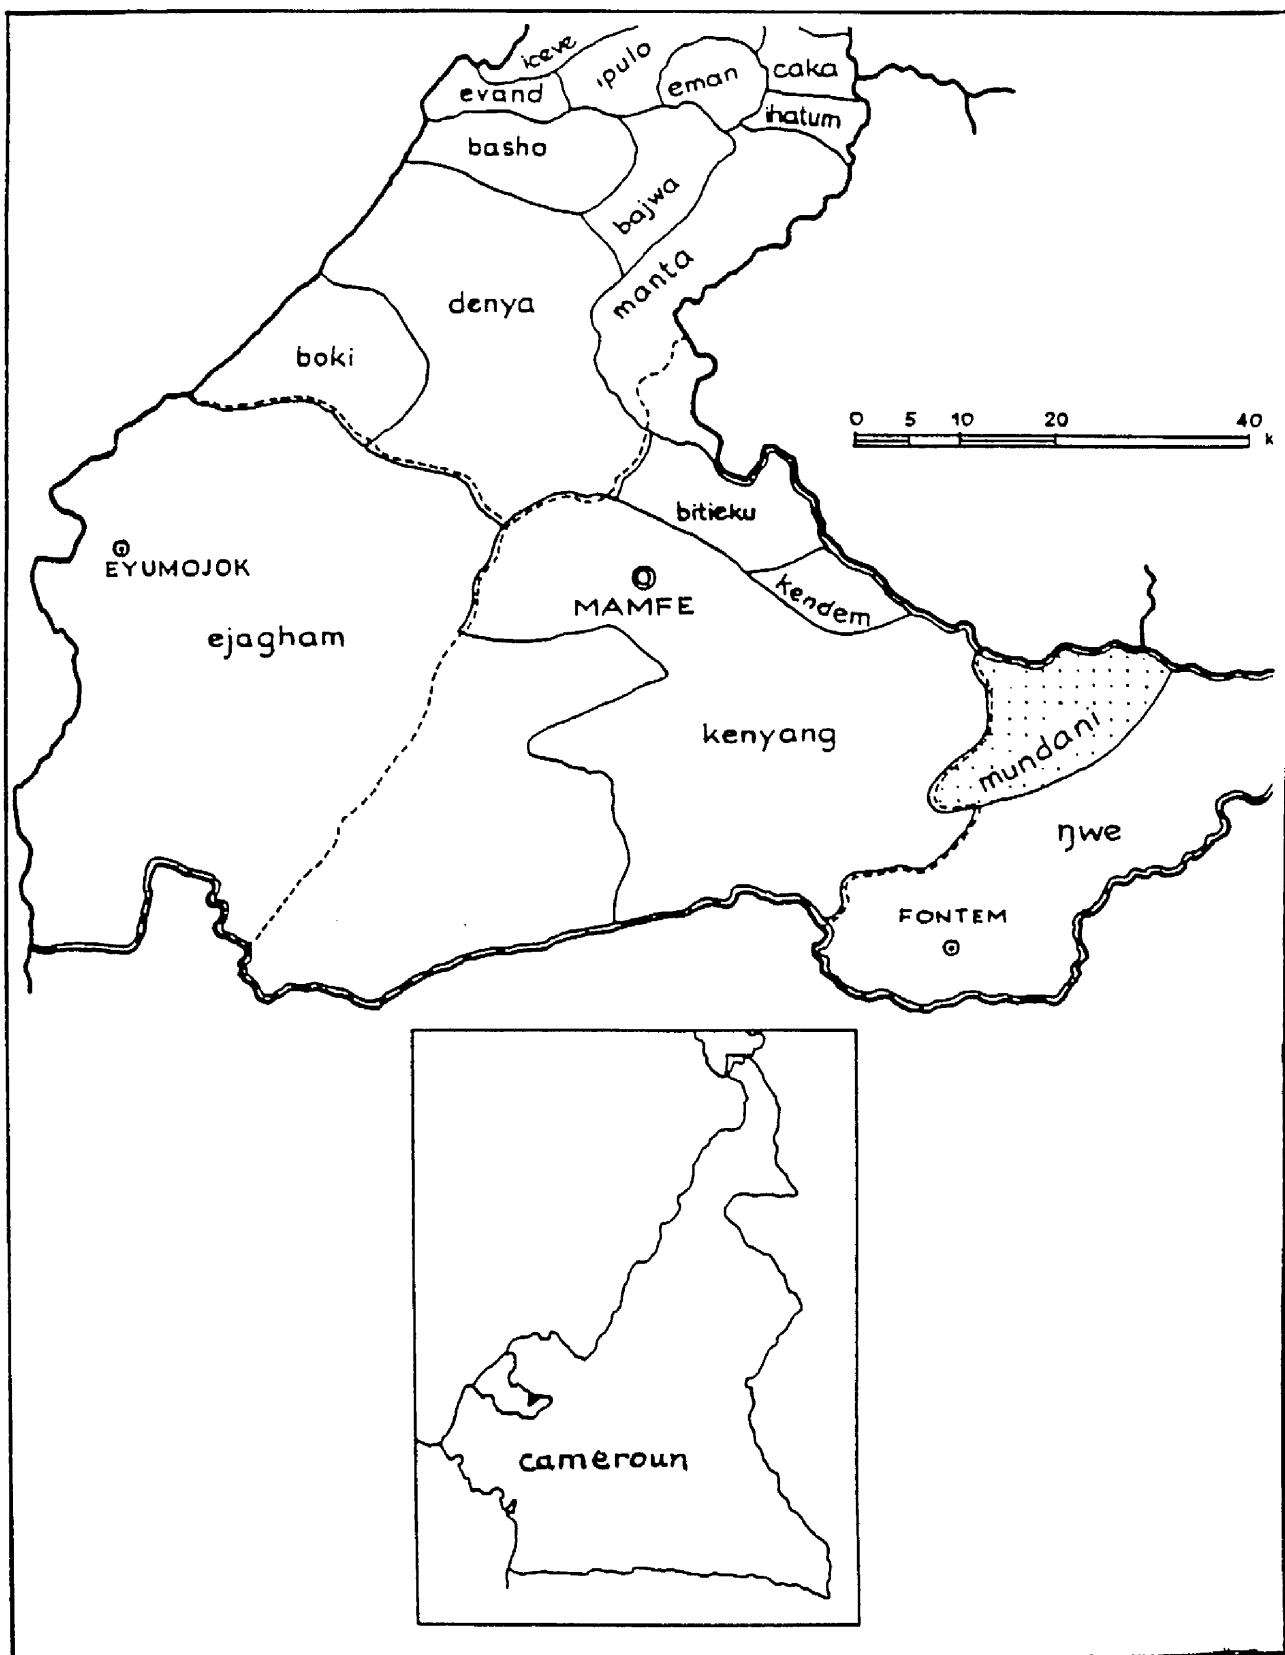 iceve
ipulo
eman
caka
evand
ihatum
basho
bajwa
manta
denya
boki
0 5 10 20 40
k
bitieku
EYUMOJOK
MAMFE
kendem
ejagham
kenyang
mundani
ŋwe
FONTEM
cameroun